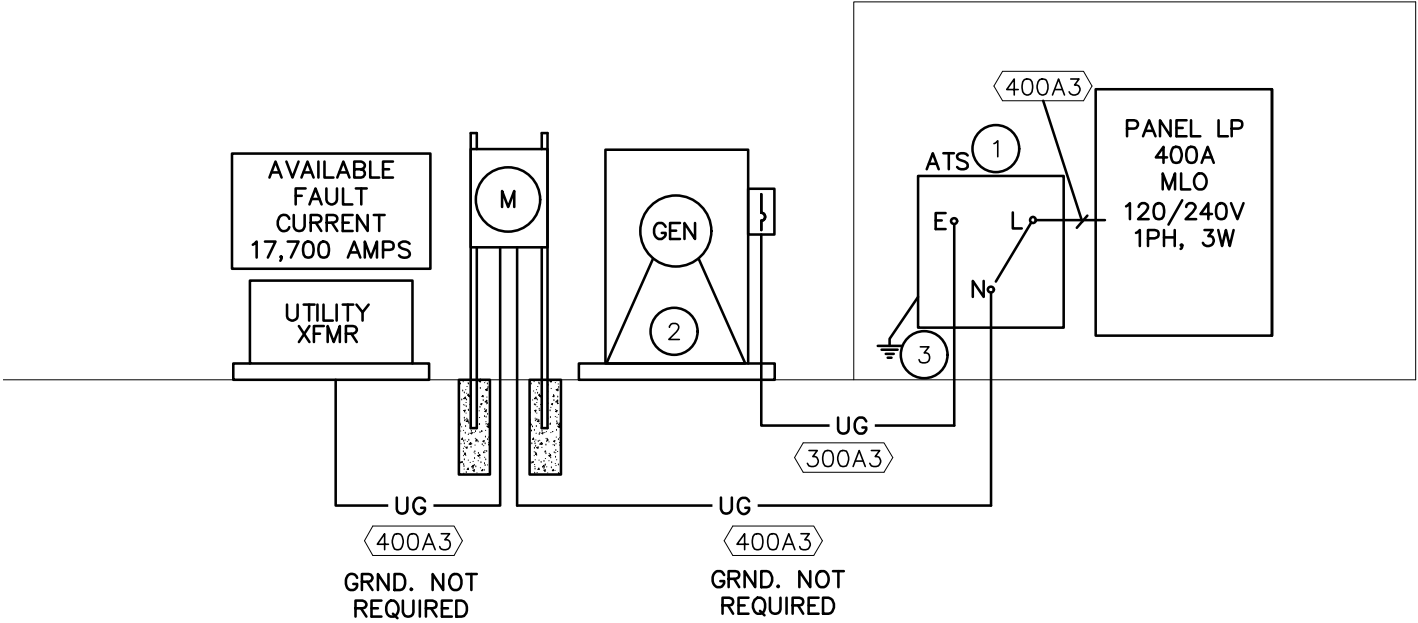 AVAILABLE
FAULT
CURRENT
17,700 AMPS
UTILITY
XFMR
M
GEN
2
ATS
1
E
L
N
3
400A3
PANEL LP
400A
MLO
120/240V
1PH, 3W
UG
300A3
UG
400A3
GRND. NOT
REQUIRED
UG
400A3
GRND. NOT
REQUIRED